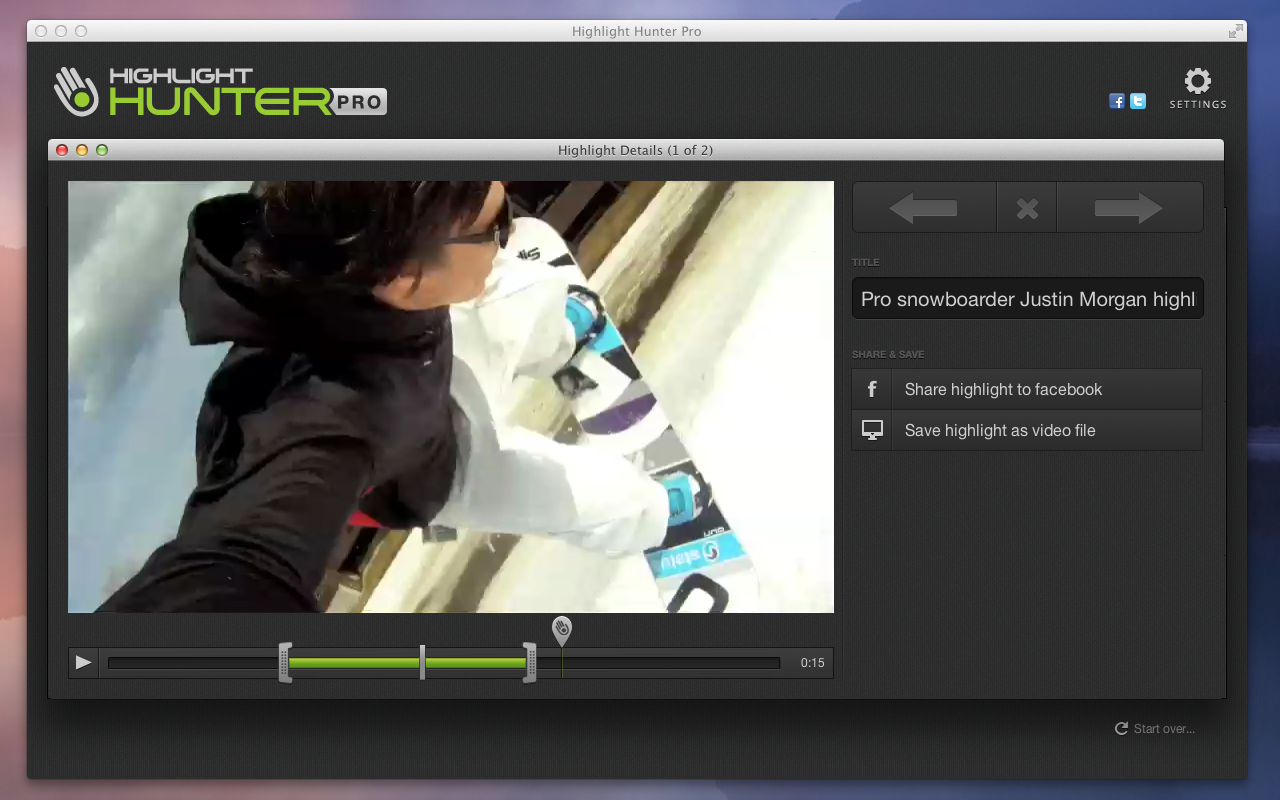 Highlight Hunter Pro
HIGHLIGHT
HUNTER PRO
f t
SETTINGS
Highlight Details (1 of 2)
TITLE
Pro snowboarder Justin Morgan highl
SHARE & SAVE
f Share highlight to facebook
Save highlight as video file
0:15
Start over...